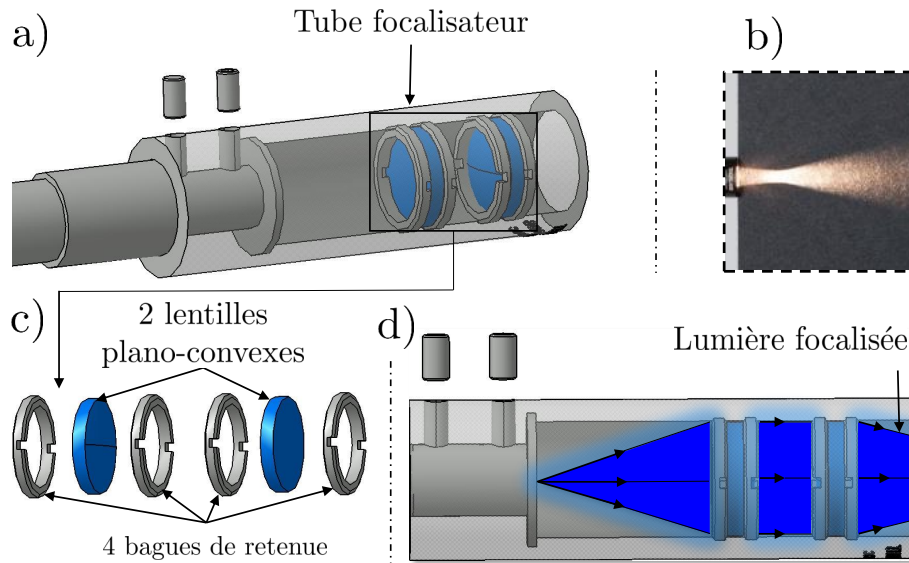 a)
Tube focalisateur
b)
c)
2 lentilles
plano-convexes
4 bagues de retenue
d)
Lumière focalisée